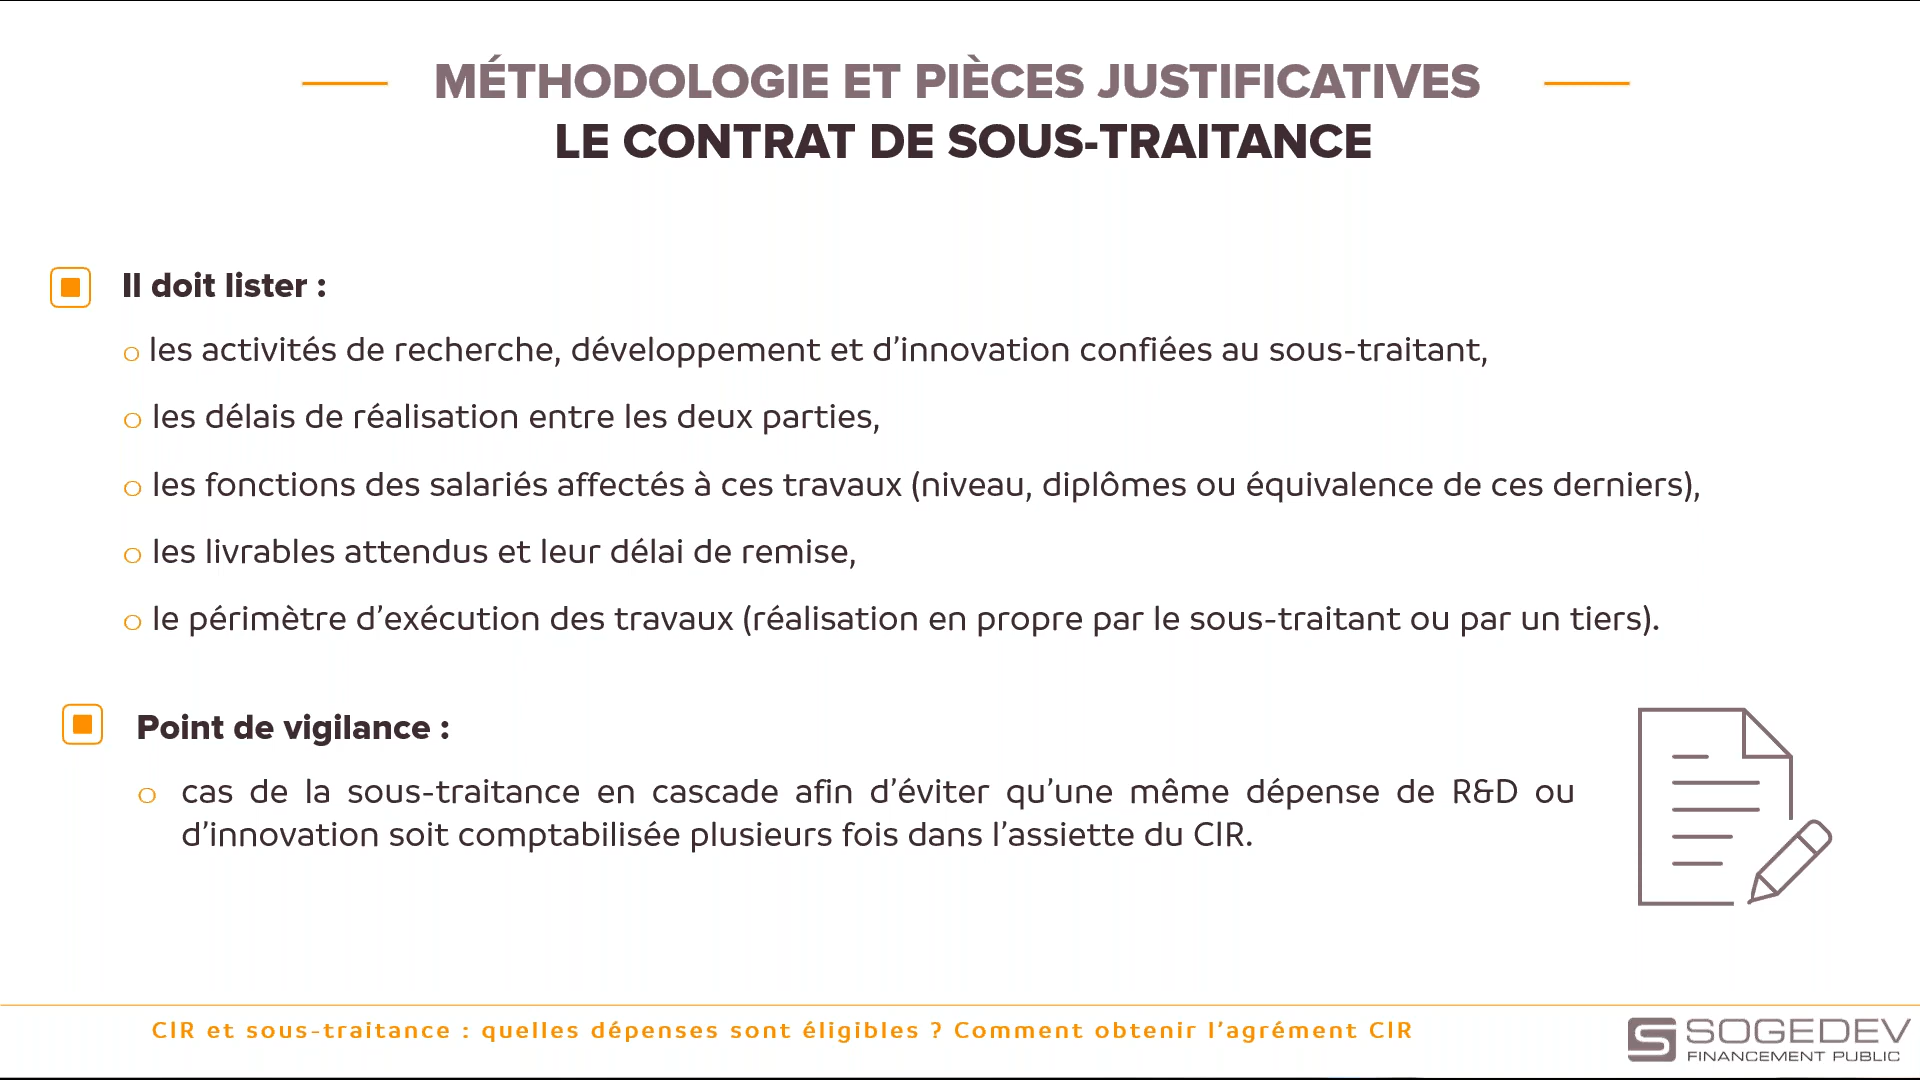 MÉTHODOLOGIE ET PIÈCES JUSTIFICATIVES
LE CONTRAT DE SOUS-TRAITANCE
Il doit lister :
o les activités de recherche, développement et d’innovation confiées au sous-traitant,
o les délais de réalisation entre les deux parties,
o les fonctions des salariés affectés à ces travaux (niveau, diplômes ou équivalence de ces derniers),
o les livrables attendus et leur délai de remise,
o le périmètre d’exécution des travaux (réalisation en propre par le sous-traitant ou par un tiers).
Point de vigilance :
o cas de la sous-traitance en cascade afin d’éviter qu’une même dépense de R&D ou
d’innovation soit comptabilisée plusieurs fois dans l’assiette du CIR.
CIR et sous-traitance : quelles dépenses sont éligibles ? Comment obtenir l’agrément CIR
SOGEDEV
FINANCEMENT PUBLIC